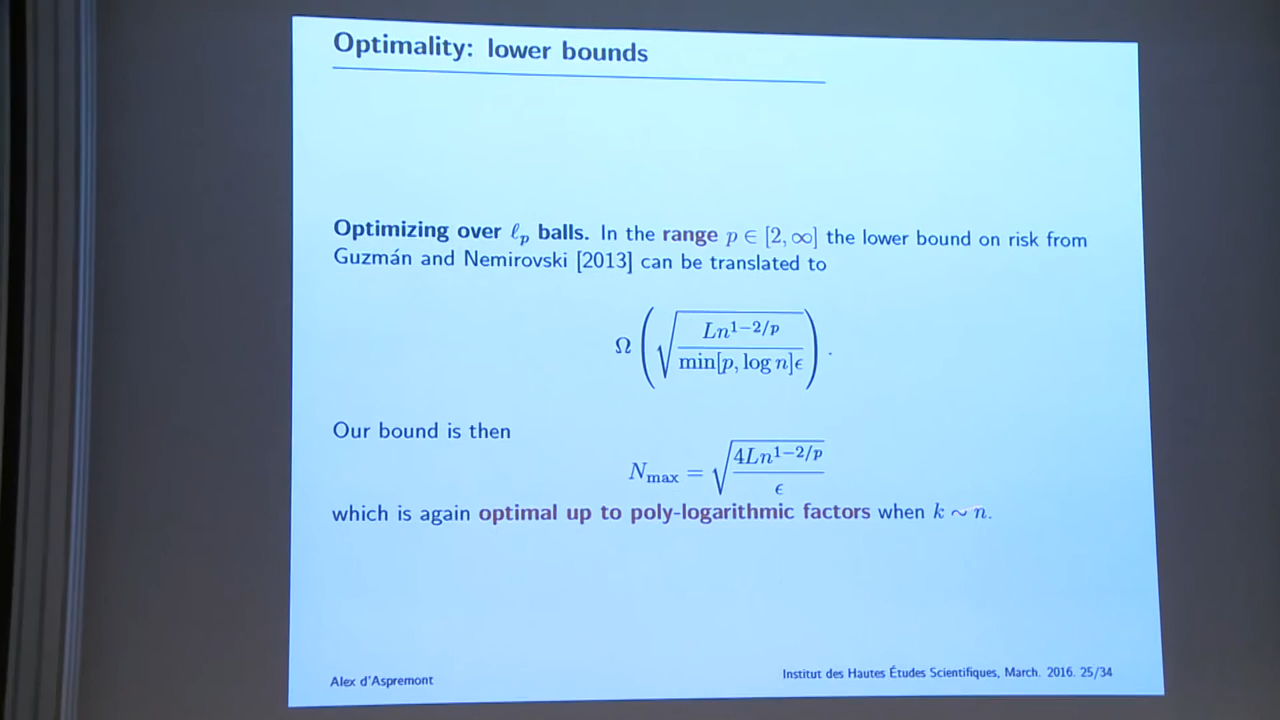 Optimality: lower bounds
Optimizing over ℓ_p balls. In the range p ∈ [2, ∞] the lower bound on risk from
Guzmán and Nemirovski [2013] can be translated to
Ω ( √( Ln^{1−2/p} / min[p, log n]ϵ ) ) .
Our bound is then
N_max = √( 4Ln^{1−2/p} / ϵ )
which is again optimal up to poly-logarithmic factors when k ∼ n.
Alex d'Aspremont
Institut des Hautes Études Scientifiques, March. 2016. 25/34